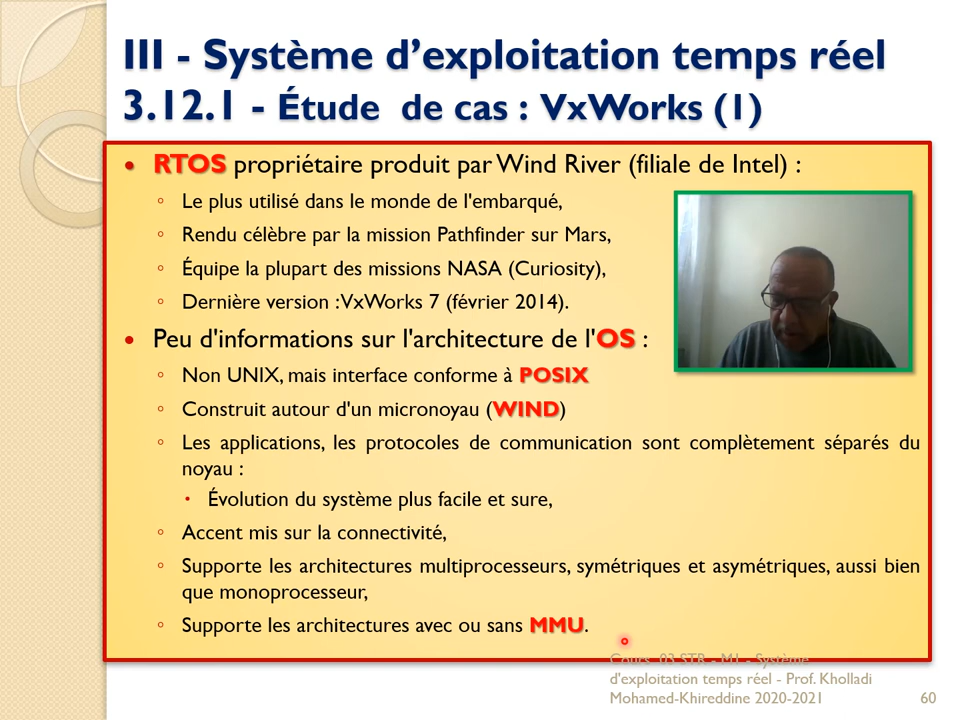 III - Système d’exploitation temps réel
3.12.1 - Étude de cas : VxWorks (1)
• RTOS propriétaire produit par Wind River (filiale de Intel) :
◦ Le plus utilisé dans le monde de l'embarqué,
◦ Rendu célèbre par la mission Pathfinder sur Mars,
◦ Équipe la plupart des missions NASA (Curiosity),
◦ Dernière version : VxWorks 7 (février 2014).
• Peu d'informations sur l'architecture de l'OS :
◦ Non UNIX, mais interface conforme à POSIX
◦ Construit autour d'un micronoyau (WIND)
◦ Les applications, les protocoles de communication sont complètement séparés du
noyau :
• Évolution du système plus facile et sure,
◦ Accent mis sur la connectivité,
◦ Supporte les architectures multiprocesseurs, symétriques et asymétriques, aussi bien
que monoprocesseur,
◦ Supporte les architectures avec ou sans MMU.
Cours 03 STR - M1 - Système
d'exploitation temps réel - Prof. Kholladi
Mohamed-Khireddine 2020-2021
60